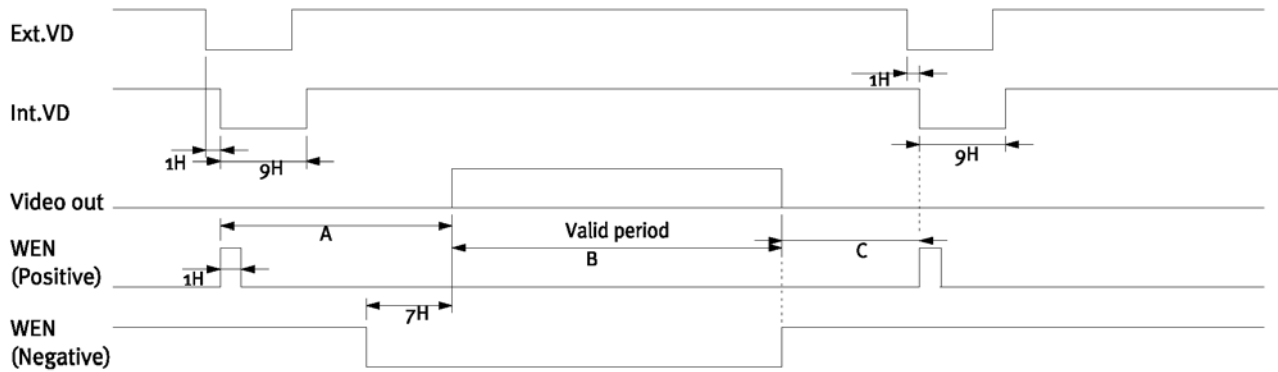 Ext.VD
1H
Int.VD
1H
9H
9H
Video out
A
Valid period
B
C
WEN
(Positive)
1H
7H
WEN
(Negative)